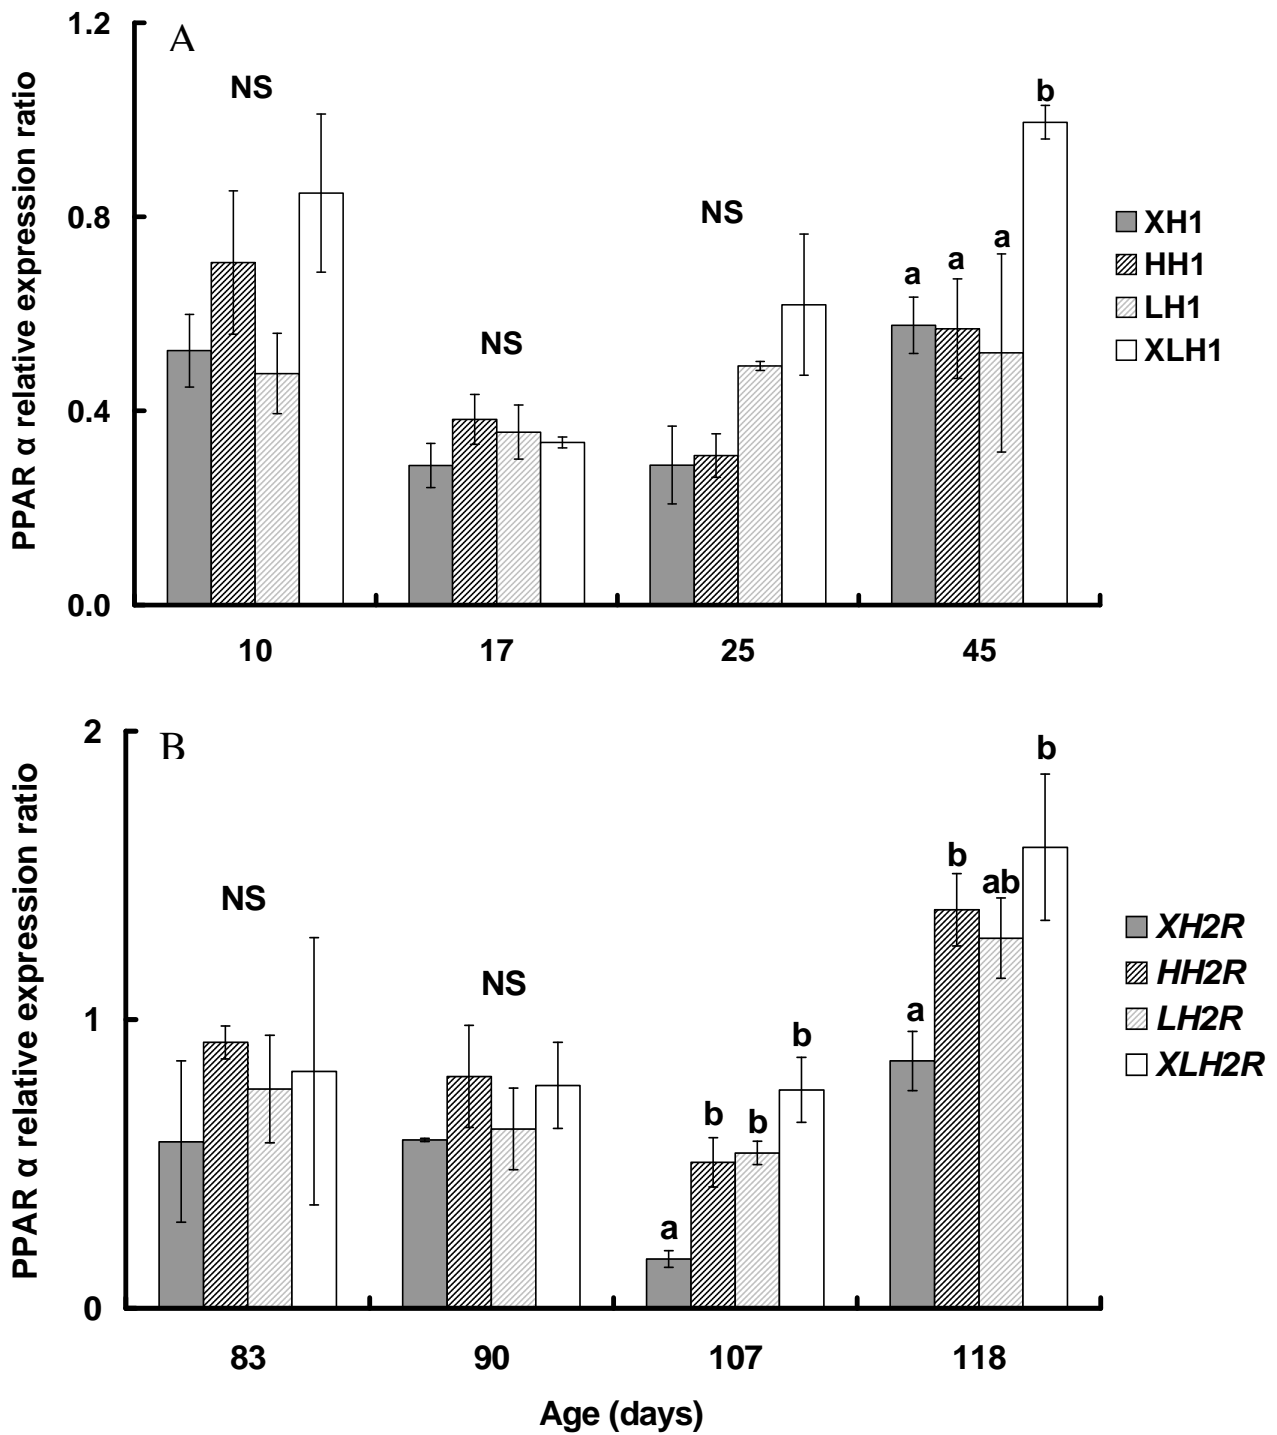 A
PPAR α relative expression ratio
1.2
0.8
0.4
0.0
NS
NS
NS
a
a
a
b
10
17
25
45
XH1
HH1
LH1
XLH1
B
PPAR α relative expression ratio
2
1
0
NS
NS
a
b
b
b
a
b
ab
b
83
90
107
118
Age (days)
XH2R
HH2R
LH2R
XLH2R